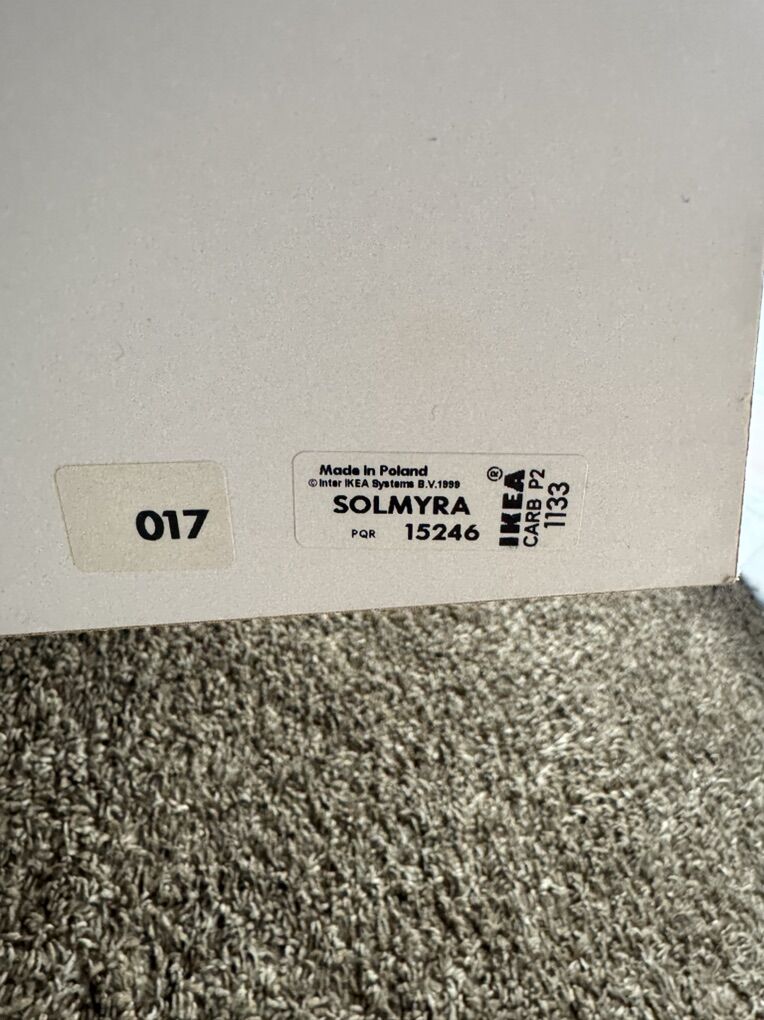 017
Made in Poland
© Inter IKEA Systems B.V.1999
SOLMYRA
PQR 15246
IKEA®
CARB P2
1133